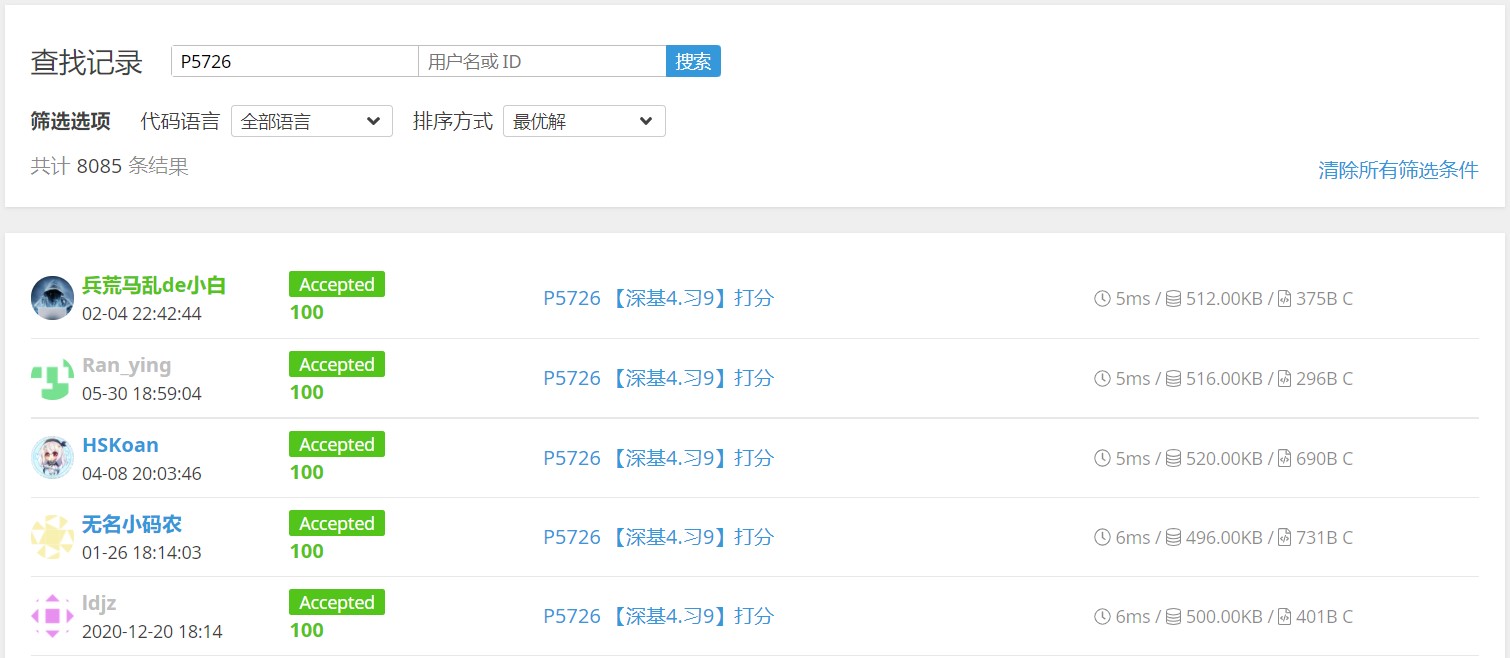 查找记录 P5726 用户名或 ID 搜索
筛选选项 代码语言 全部语言 排序方式 最优解
共计 8085 条结果 清除所有筛选条件
兵荒马乱de小白 Accepted
02-04 22:42:44 100 P5726 【深基4.习9】打分 5ms / 512.00KB / 375B C
Ran_ying Accepted
05-30 18:59:04 100 P5726 【深基4.习9】打分 5ms / 516.00KB / 296B C
HSKoan Accepted
04-08 20:03:46 100 P5726 【深基4.习9】打分 5ms / 520.00KB / 690B C
无名小码农 Accepted
01-26 18:14:03 100 P5726 【深基4.习9】打分 6ms / 496.00KB / 731B C
ldjz Accepted
2020-12-20 18:14 100 P5726 【深基4.习9】打分 6ms / 500.00KB / 401B C